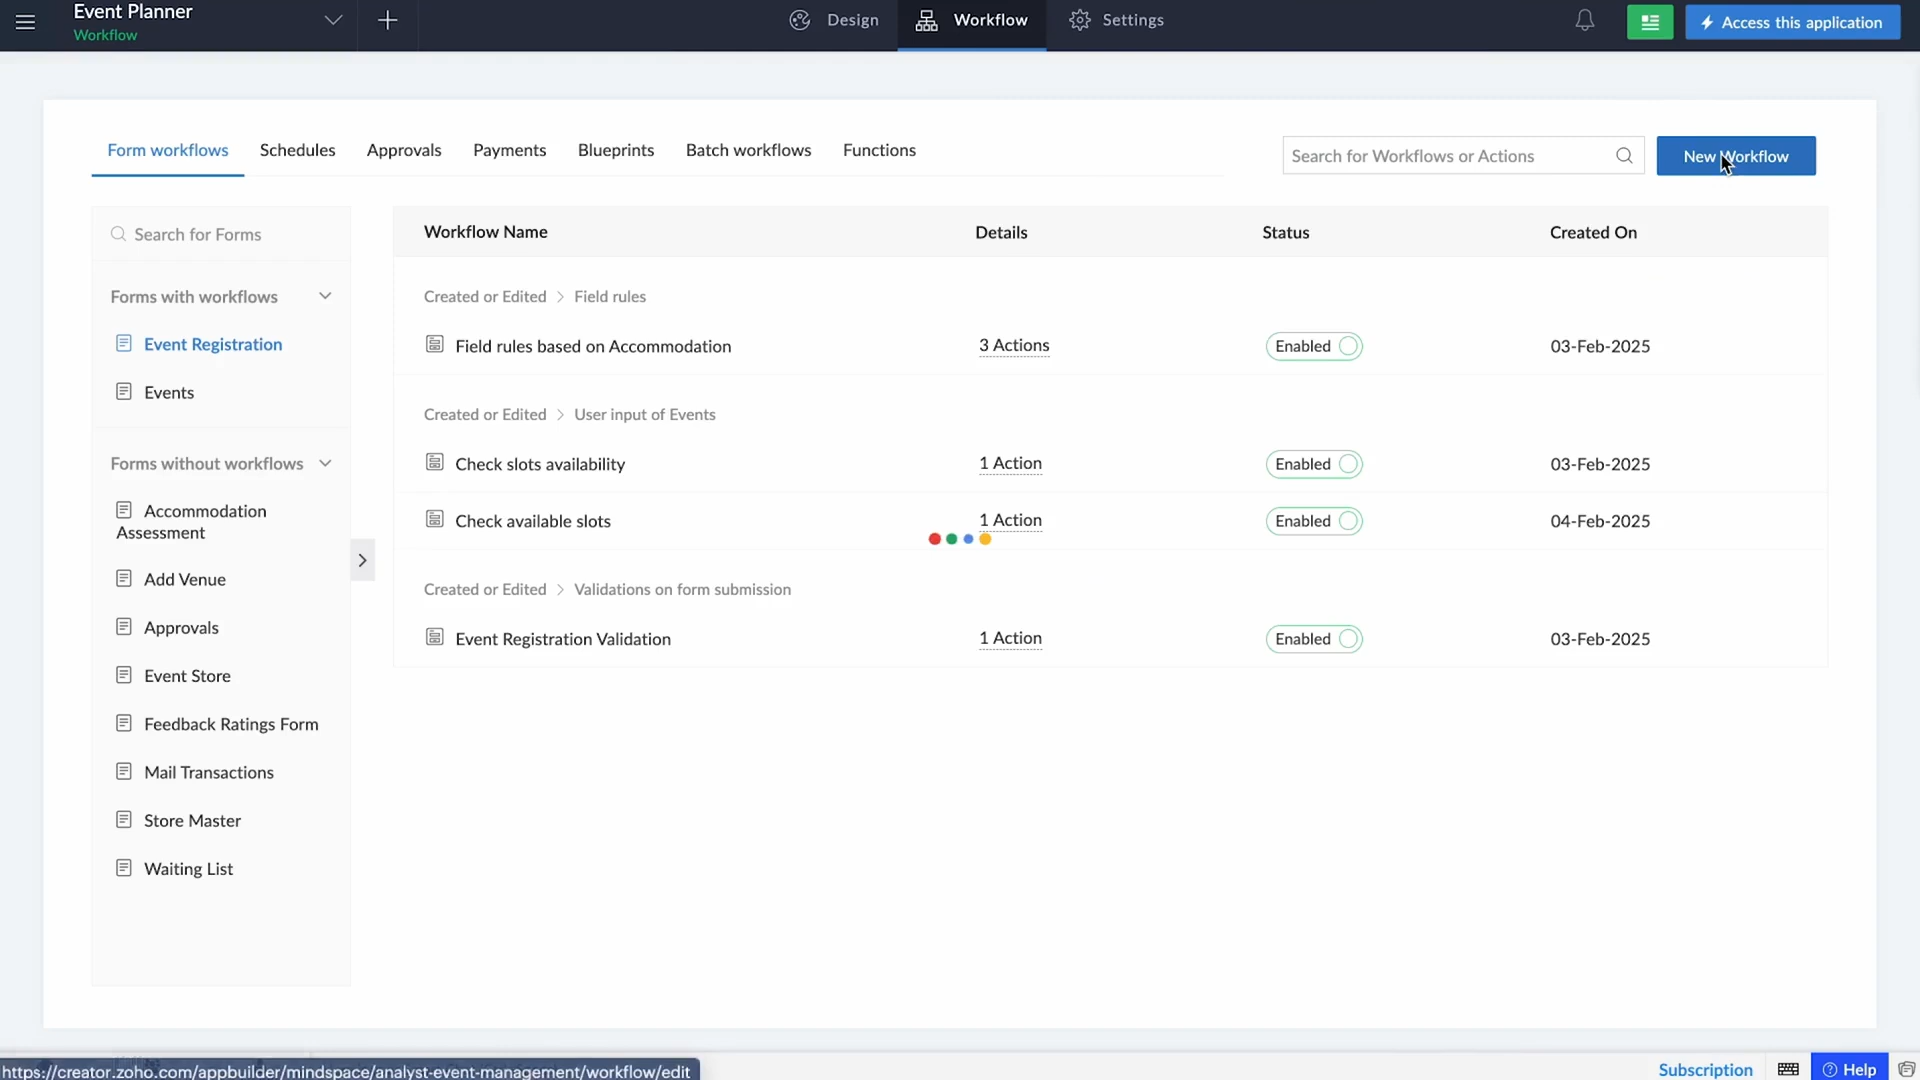 Event Planner
Workflow
Design
Workflow
Settings
Access this application
Form workflows
Schedules
Approvals
Payments
Blueprints
Batch workflows
Functions
Search for Workflows or Actions
New Workflow
Search for Forms
Forms with workflows
Event Registration
Events
Forms without workflows
Accommodation
Assessment
Add Venue
Approvals
Event Store
Feedback Ratings Form
Mail Transactions
Store Master
Waiting List
Workflow Name Details Status Created On
Created or Edited > Field rules
Field rules based on Accommodation 3 Actions Enabled 03-Feb-2025
Created or Edited > User input of Events
Check slots availability 1 Action Enabled 03-Feb-2025
Check available slots 1 Action Enabled 04-Feb-2025
Created or Edited > Validations on form submission
Event Registration Validation 1 Action Enabled 03-Feb-2025
https://creator.zoho.com/appbuilder/mindspace/analyst-event-management/workflow/edit
Subscription
Help